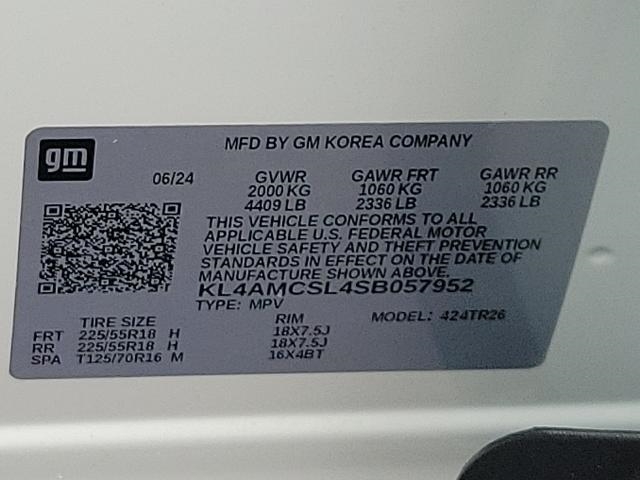 gm
MFD BY GM KOREA COMPANY
06/24 GVWR GAWR FRT GAWR RR
2000 KG 1060 KG 1060 KG
4409 LB 2336 LB 2336 LB
THIS VEHICLE CONFORMS TO ALL
APPLICABLE U.S. FEDERAL MOTOR
VEHICLE SAFETY AND THEFT PREVENTION
STANDARDS IN EFFECT ON THE DATE OF
MANUFACTURE SHOWN ABOVE.
KL4AMCSL4SB057952
TYPE: MPV
TIRE SIZE RIM MODEL: 424TR26
FRT 225/55R18 H 18X7.5J
RR 225/55R18 H 18X7.5J
SPA T125/70R16 M 16X4BT